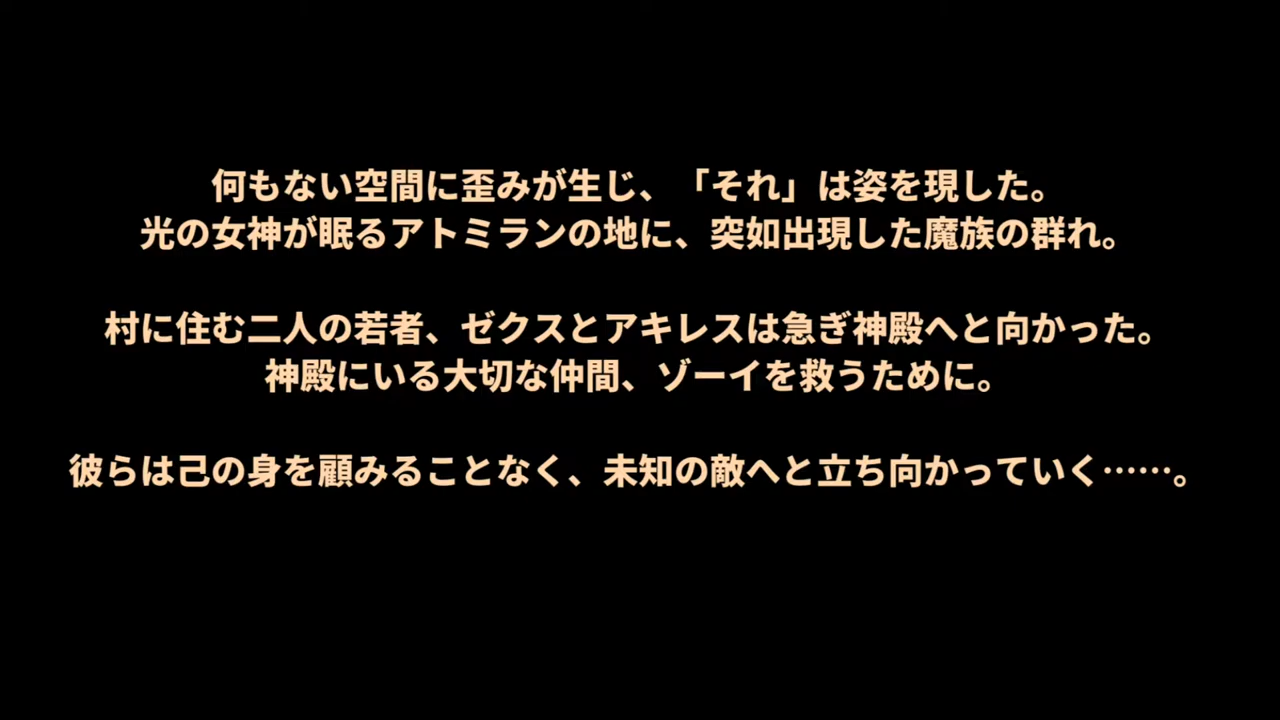 何もない空間に歪みが生じ、「それ」は姿を現した。
光の女神が眠るアトミランの地に、突如出現した魔族の群れ。
村に住む二人の若者、ゼクスとアキレスは急ぎ神殿へと向かった。
神殿にいる大切な仲間、ゾーイを救うために。
彼らは己の身を顧みることなく、未知の敵へと立ち向かっていく……。